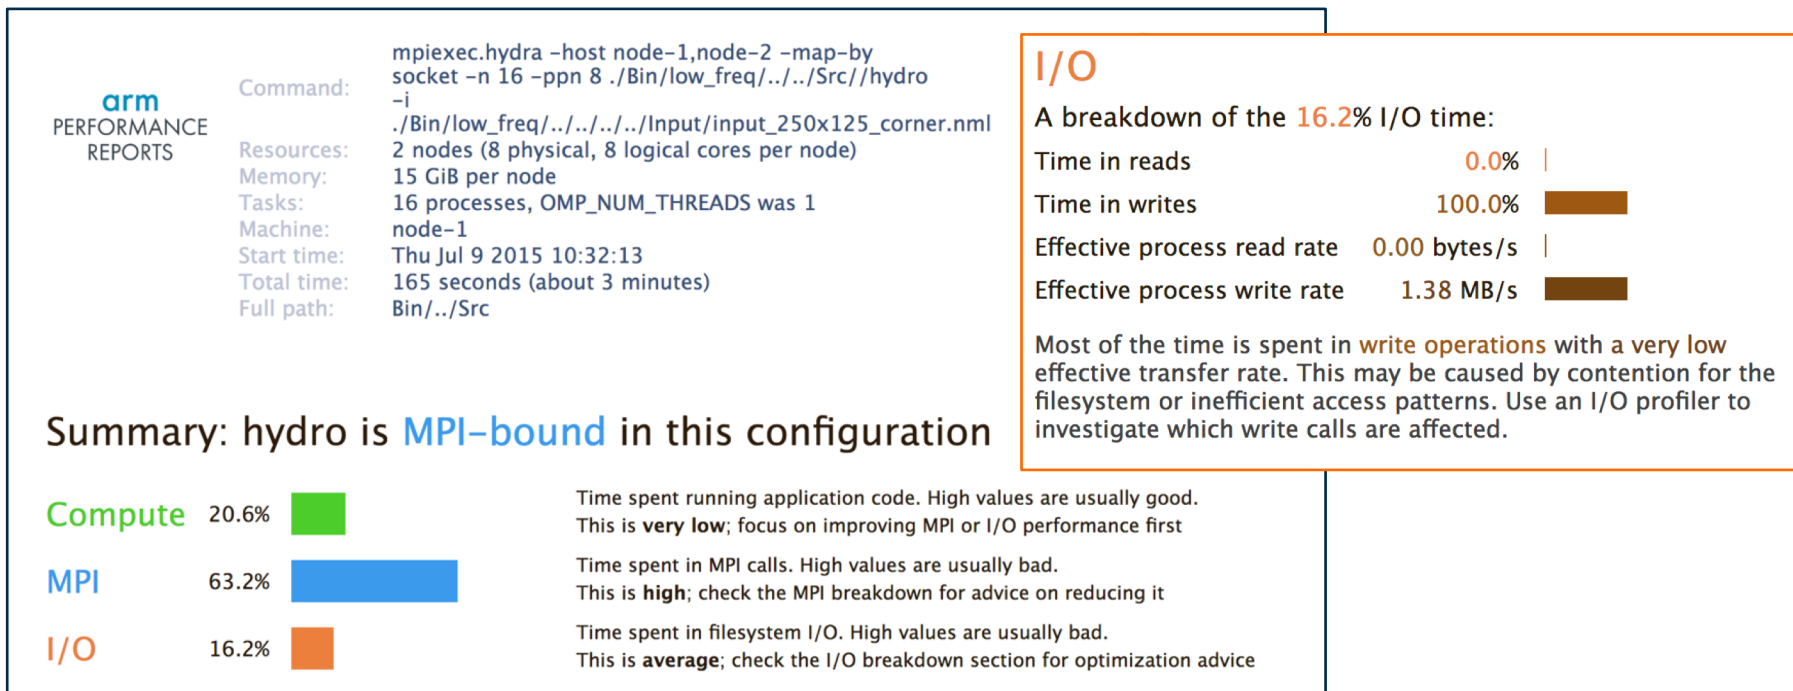 arm
PERFORMANCE
REPORTS
Command:
mpiexec.hydra -host node-1,node-2 -map-by
socket -n 16 -ppn 8 ./Bin/low_freq/../../Src//hydro
-i
./Bin/low_freq/../../../../Input/input_250x125_corner.nml
Resources: 2 nodes (8 physical, 8 logical cores per node)
Memory: 15 GiB per node
Tasks: 16 processes, OMP_NUM_THREADS was 1
Machine: node-1
Start time: Thu Jul 9 2015 10:32:13
Total time: 165 seconds (about 3 minutes)
Full path: Bin/../Src
Summary: hydro is MPI-bound in this configuration
Compute 20.6%
Time spent running application code. High values are usually good.
This is very low; focus on improving MPI or I/O performance first
MPI 63.2%
Time spent in MPI calls. High values are usually bad.
This is high; check the MPI breakdown for advice on reducing it
I/O 16.2%
Time spent in filesystem I/O. High values are usually bad.
This is average; check the I/O breakdown section for optimization advice
I/O
A breakdown of the 16.2% I/O time:
Time in reads 0.0%
Time in writes 100.0%
Effective process read rate 0.00 bytes/s
Effective process write rate 1.38 MB/s
Most of the time is spent in write operations with a very low
effective transfer rate. This may be caused by contention for the
filesystem or inefficient access patterns. Use an I/O profiler to
investigate which write calls are affected.